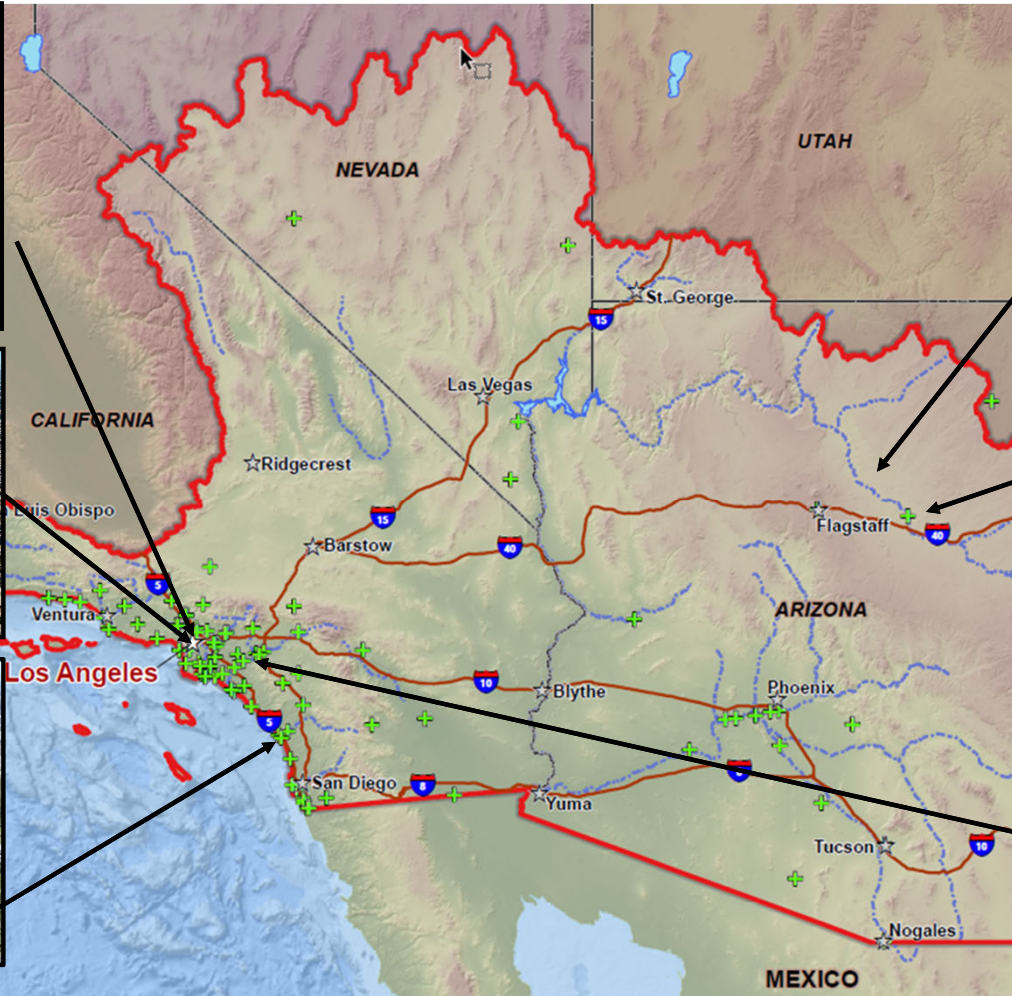 UTAH
NEVADA
St. George
15
Las Vegas
CALIFORNIA
Ridgecrest
Luis Obispo
15
Flagstaff
40
Barstow
40
5
Ventura
ARIZONA
Los Angeles
10
Blythe
Phoenix
5
San Diego
8
Yuma
Tucson
10
Nogales
MEXICO